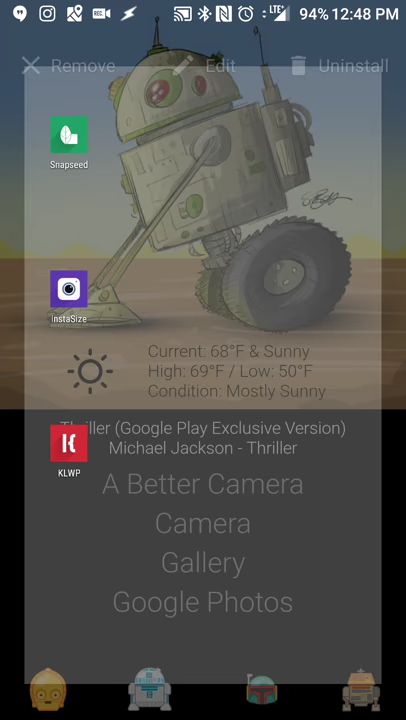 94% 12:48 PM
LTE+
Remove Edit Uninstall
Snapseed
InstaSize
Current: 68°F & Sunny
High: 69°F / Low: 50°F
Condition: Mostly Sunny
Thriller (Google Play Exclusive Version)
Michael Jackson - Thriller
KLWP
A Better Camera
Camera
Gallery
Google Photos